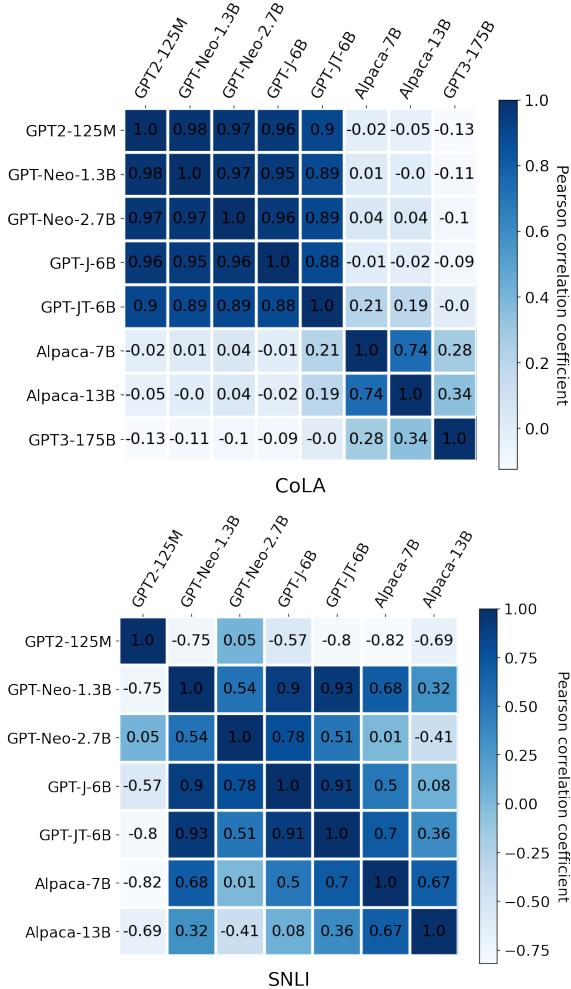 GPT2-125M GPT-Neo-1.3B GPT-Neo-2.7B GPT-J-6B GPT-JT-6B Alpaca-7B Alpaca-13B GPT3-175B
GPT2-125M 1.0 0.98 0.97 0.96 0.9 -0.02 -0.05 -0.13
GPT-Neo-1.3B 0.98 1.0 0.97 0.95 0.89 0.01 -0.0 -0.11
GPT-Neo-2.7B 0.97 0.97 1.0 0.96 0.89 0.04 0.04 -0.1
GPT-J-6B 0.96 0.95 0.96 1.0 0.88 -0.01 -0.02 -0.09
GPT-JT-6B 0.9 0.89 0.89 0.88 1.0 0.21 0.19 -0.0
Alpaca-7B -0.02 0.01 0.04 -0.01 0.21 1.0 0.74 0.28
Alpaca-13B -0.05 -0.0 0.04 -0.02 0.19 0.74 1.0 0.34
GPT3-175B -0.13 -0.11 -0.1 -0.09 -0.0 0.28 0.34 1.0
1.0
0.8
0.6
0.4
0.2
0.0
Pearson correlation coefficient
CoLA
GPT2-125M GPT-Neo-1.3B GPT-Neo-2.7B GPT-J-6B GPT-JT-6B Alpaca-7B Alpaca-13B
GPT2-125M 1.0 -0.75 0.05 -0.57 -0.8 -0.82 -0.69
GPT-Neo-1.3B -0.75 1.0 0.54 0.9 0.93 0.68 0.32
GPT-Neo-2.7B 0.05 0.54 1.0 0.78 0.51 0.01 -0.41
GPT-J-6B -0.57 0.9 0.78 1.0 0.91 0.5 0.08
GPT-JT-6B -0.8 0.93 0.51 0.91 1.0 0.7 0.36
Alpaca-7B -0.82 0.68 0.01 0.5 0.7 1.0 0.67
Alpaca-13B -0.69 0.32 -0.41 0.08 0.36 0.67 1.0
1.00
0.75
0.50
0.25
0.00
−0.25
−0.50
−0.75
Pearson correlation coefficient
SNLI